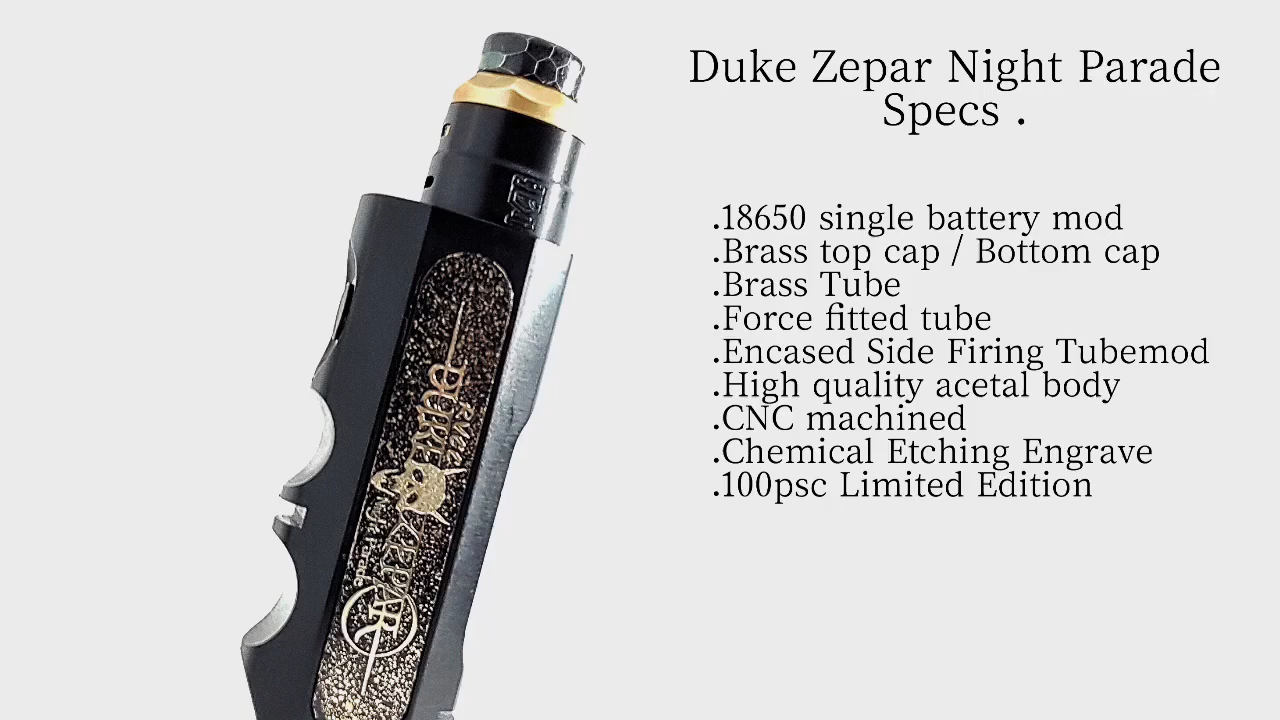 Duke Zepar Night Parade
Specs .
.18650 single battery mod
.Brass top cap / Bottom cap
.Brass Tube
.Force fitted tube
.Encased Side Firing Tubemod
.High quality acetal body
.CNC machined
.Chemical Etching Engrave
.100psc Limited Edition
DUKE
ZEPAR